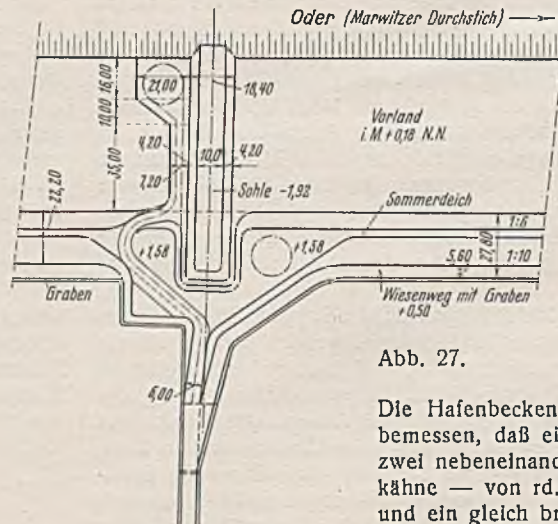 Oder (Marwitzer Durchstich)
16,00
10,00
35,00
21,00
18,40
4,20
10,0
4,20
7,20
Vorland
i. M + 0,18 N.N.
Sohle -1,92
Sommerdeich
22,20
+1,58
+1,58
1:6
27,80
5,60
1:10
Graben
Wiesenweg mit Graben
+0,50
6,00
Abb. 27.
Die Hafenbecken
bemessen, daß ei
zwei nebeneinand
kähne — von rd.
und ein gleich br